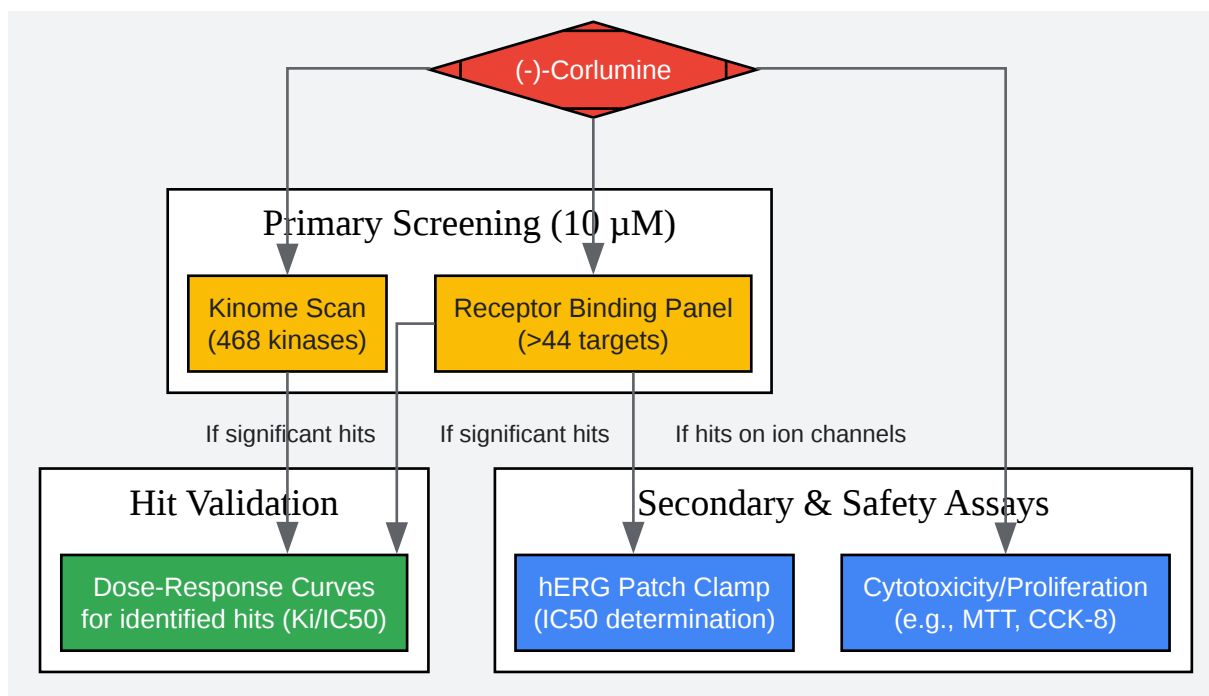 (-)-Corlumine
Primary Screening (10 µM)
Kinome Scan
(468 kinases)
Receptor Binding Panel
(>44 targets)
If significant hits
If significant hits
If hits on ion channels
Hit Validation
Dose-Response Curves
for identified hits (Ki/IC50)
Secondary & Safety Assays
hERG Patch Clamp
(IC50 determination)
Cytotoxicity/Proliferation
(e.g., MTT, CCK-8)